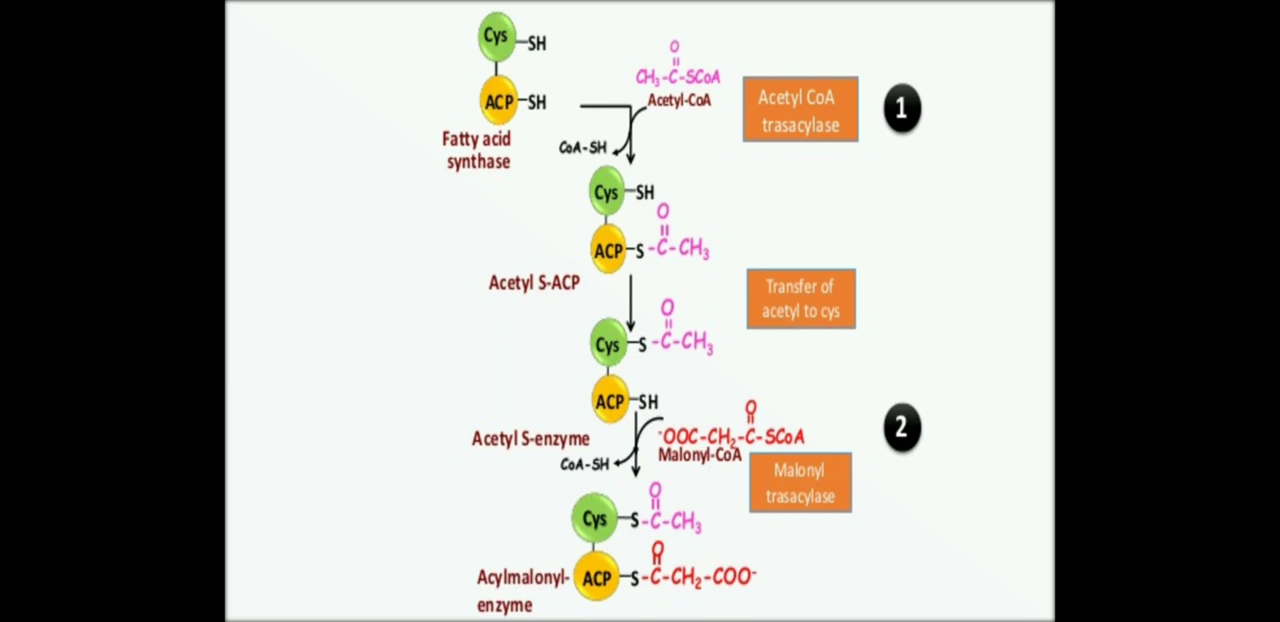 Cys
-SH
ACP
-SH
Fatty acid
synthase
O
CH3-C-SCoA
Acetyl-CoA
CoA-SH
Acetyl CoA
trasacylase
1
Cys
-SH
O
ACP
-S-C-CH3
Acetyl S-ACP
Transfer of
acetyl to cys
O
Cys
-S-C-CH3
ACP
-SH
Acetyl S-enzyme
O
-OOC-CH2-C-SCoA
Malonyl-CoA
CoA-SH
2
Malonyl
trasacylase
O
Cys
-S-C-CH3
O
ACP
-S-C-CH2-COO-
Acylmalonyl-
enzyme